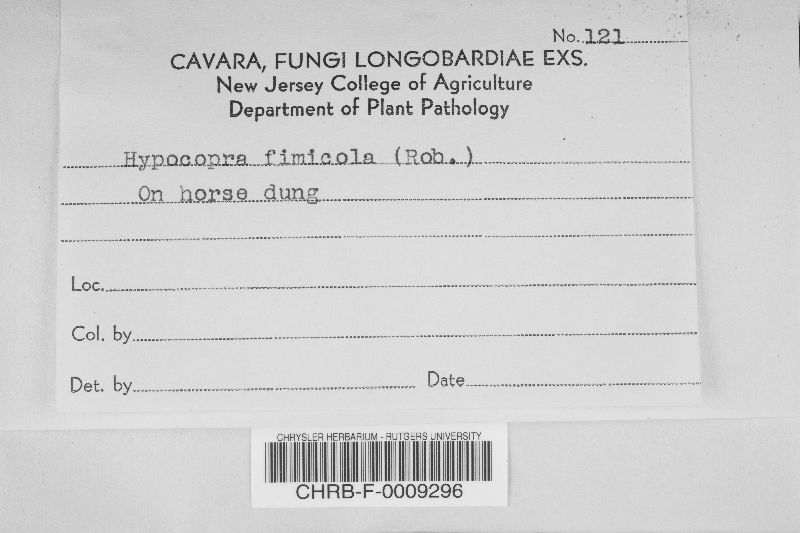 No. 121
CAVARA, FUNGI LONGOBARDIAE EXS.
New Jersey College of Agriculture
Department of Plant Pathology
Hypocopra fimicola (Rob.)
On horse dung
Loc.
Col. by
Det. by Date
CHRYSLER HERBARIUM - RUTGERS UNIVERSITY
CHRB-F-0009296